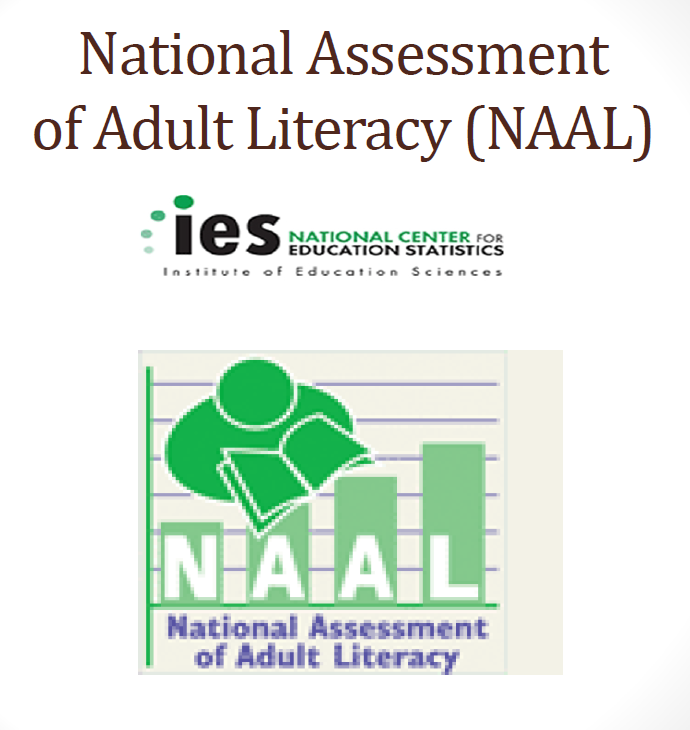 National Assessment
of Adult Literacy (NAAL)
ies NATIONAL CENTER FOR
EDUCATION STATISTICS
Institute of Education Sciences
NAAL
National Assessment
of Adult Literacy